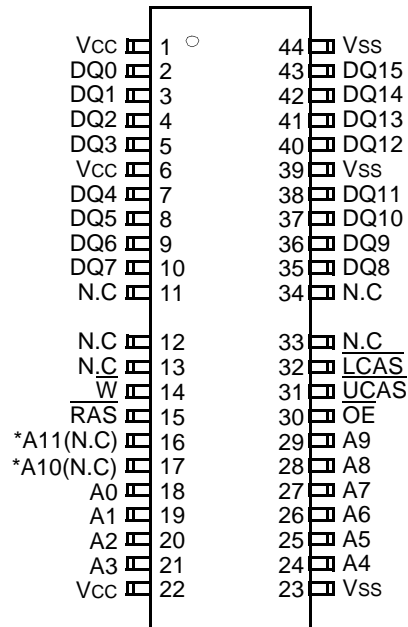 Vcc 1 44 Vss
DQ0 2 43 DQ15
DQ1 3 42 DQ14
DQ2 4 41 DQ13
DQ3 5 40 DQ12
Vcc 6 39 Vss
DQ4 7 38 DQ11
DQ5 8 37 DQ10
DQ6 9 36 DQ9
DQ7 10 35 DQ8
N.C 11 34 N.C
N.C 12 33 N.C
N.C 13 32 L̅C̅A̅S̅
W̅ 14 31 U̅C̅A̅S̅
R̅A̅S̅ 15 30 O̅E̅
*A11(N.C) 16 29 A9
*A10(N.C) 17 28 A8
A0 18 27 A7
A1 19 26 A6
A2 20 25 A5
A3 21 24 A4
Vcc 22 23 Vss